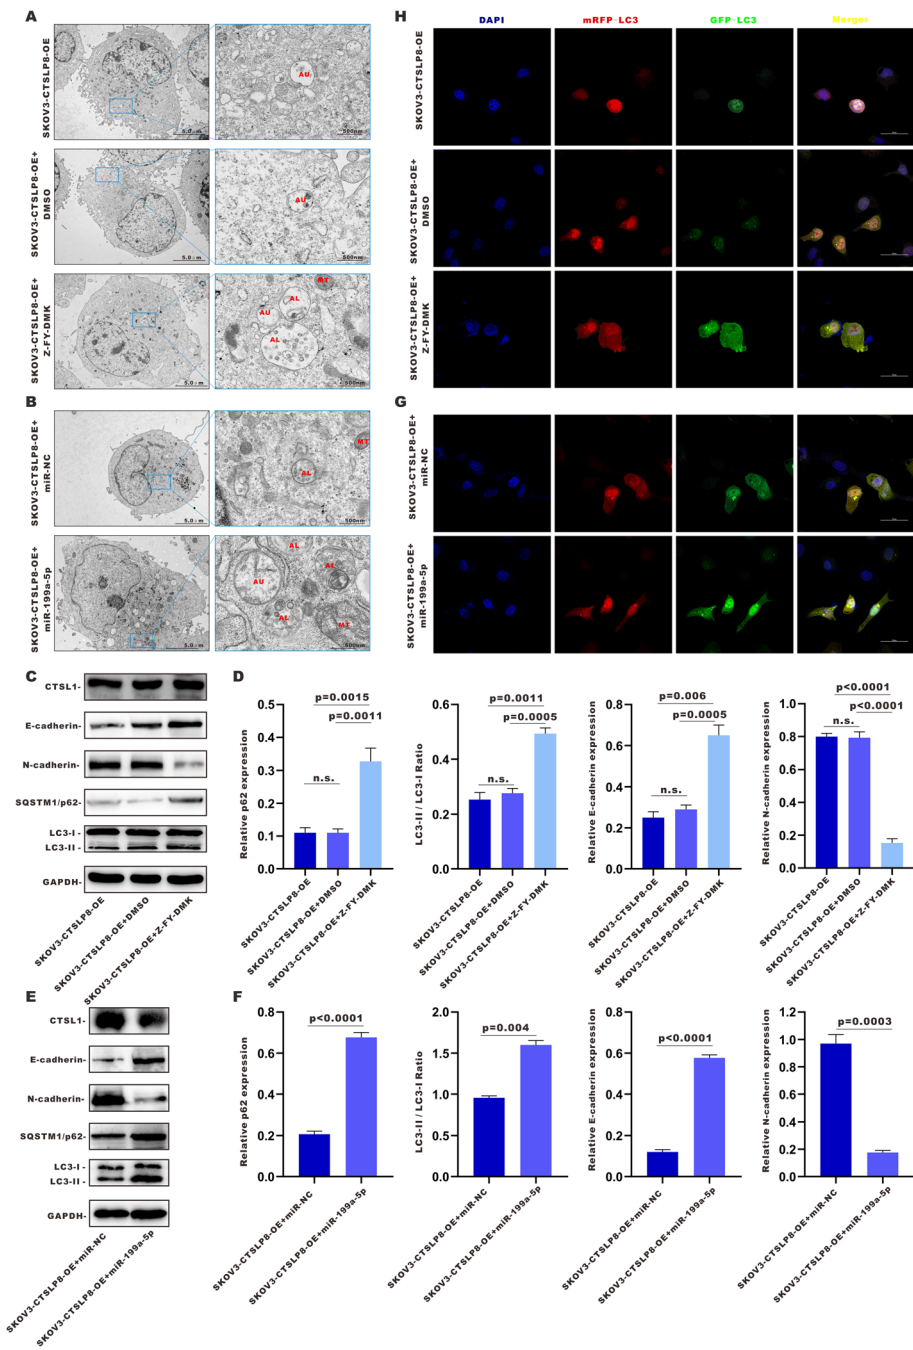 A
SKOV3-CTSLP8-OE
5.0
m
AU
500nm
SKOV3-CTSLP8-OE+
DMSO
5.0
m
AU
500nm
SKOV3-CTSLP8-OE+
Z-FY-DMK
5.0
m
MT
AL
AU
AL
500nm
B
SKOV3-CTSLP8-OE+
miR-NC
5.0
m
MT
AL
500nm
SKOV3-CTSLP8-OE+
miR-199a-5p
5.0
m
AL
AU
AL
AL
MT
500nm
H
DAPI
mRFP-LC3
GFP-LC3
Merger
SKOV3-CTSLP8-OE
SKOV3-CTSLP8-OE+
DMSO
SKOV3-CTSLP8-OE+
Z-FY-DMK
G
SKOV3-CTSLP8-OE+
miR-NC
SKOV3-CTSLP8-OE+
miR-199a-5p
C
CTSL1-
E-cadherin-
N-cadherin-
SQSTM1/p62-
LC3-I -
LC3-II -
GAPDH-
SKOV3-CTSLP8-OE
SKOV3-CTSLP8-OE+DMSO
SKOV3-CTSLP8-OE+Z-FY-DMK
D
Relative p62 expression
0.5
0.4
0.3
0.2
0.1
0.0
p=0.0015
p=0.0011
n.s.
SKOV3-CTSLP8-OE
SKOV3-CTSLP8-OE+DMSO
SKOV3-CTSLP8-OE+Z-FY-DMK
LC3-II / LC3-I Ratio
0.6
0.4
0.2
0.0
p=0.0011
p=0.0005
n.s.
SKOV3-CTSLP8-OE
SKOV3-CTSLP8-OE+DMSO
SKOV3-CTSLP8-OE+Z-FY-DMK
Relative E-cadherin expression
0.8
0.6
0.4
0.2
0.0
p=0.006
p=0.0005
n.s.
SKOV3-CTSLP8-OE
SKOV3-CTSLP8-OE+DMSO
SKOV3-CTSLP8-OE+Z-FY-DMK
Relative N-cadherin expression
1.0
0.8
0.6
0.4
0.2
0.0
p<0.0001
p<0.0001
n.s.
SKOV3-CTSLP8-OE
SKOV3-CTSLP8-OE+DMSO
SKOV3-CTSLP8-OE+Z-FY-DMK
E
CTSL1-
E-cadherin-
N-cadherin-
SQSTM1/p62-
LC3-I -
LC3-II -
GAPDH-
SKOV3-CTSLP8-OE+miR-NC
SKOV3-CTSLP8-OE+miR-199a-5p
F
Relative p62 expression
0.8
0.6
0.4
0.2
0.0
p<0.0001
SKOV3-CTSLP8-OE+miR-NC
SKOV3-CTSLP8-OE+miR-199a-5p
LC3-II / LC3-I Ratio
2.0
1.5
1.0
0.5
0.0
p=0.004
SKOV3-CTSLP8-OE+miR-NC
SKOV3-CTSLP8-OE+miR-199a-5p
Relative E-cadherin expression
0.8
0.6
0.4
0.2
0.0
p<0.0001
SKOV3-CTSLP8-OE+miR-NC
SKOV3-CTSLP8-OE+miR-199a-5p
Relative N-cadherin expression
1.2
1.0
0.8
0.6
0.4
0.2
0.0
p=0.0003
SKOV3-CTSLP8-OE+miR-NC
SKOV3-CTSLP8-OE+miR-199a-5p